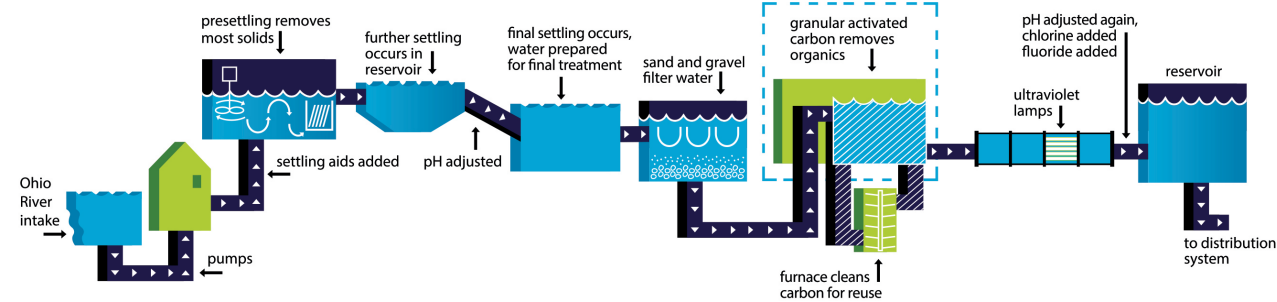 Ohio
River
intake
pumps
presettling removes
most solids
settling aids added
further settling
occurs in
reservoir
pH adjusted
final settling occurs,
water prepared
for final treatment
sand and gravel
filter water
granular activated
carbon removes
organics
furnace cleans
carbon for reuse
ultraviolet
lamps
pH adjusted again,
chlorine added
fluoride added
reservoir
to distribution
system